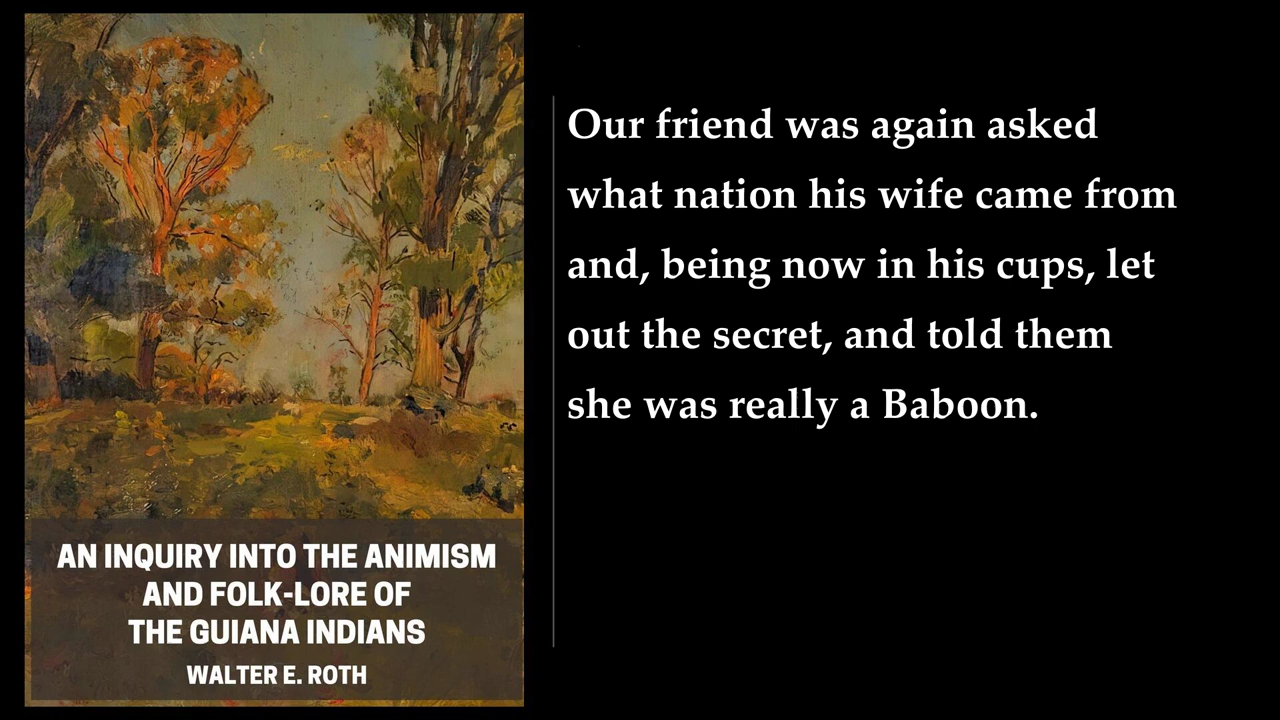 AN INQUIRY INTO THE ANIMISM
AND FOLK-LORE OF
THE GUIANA INDIANS
WALTER E. ROTH
Our friend was again asked
what nation his wife came from
and, being now in his cups, let
out the secret, and told them
she was really a Baboon.